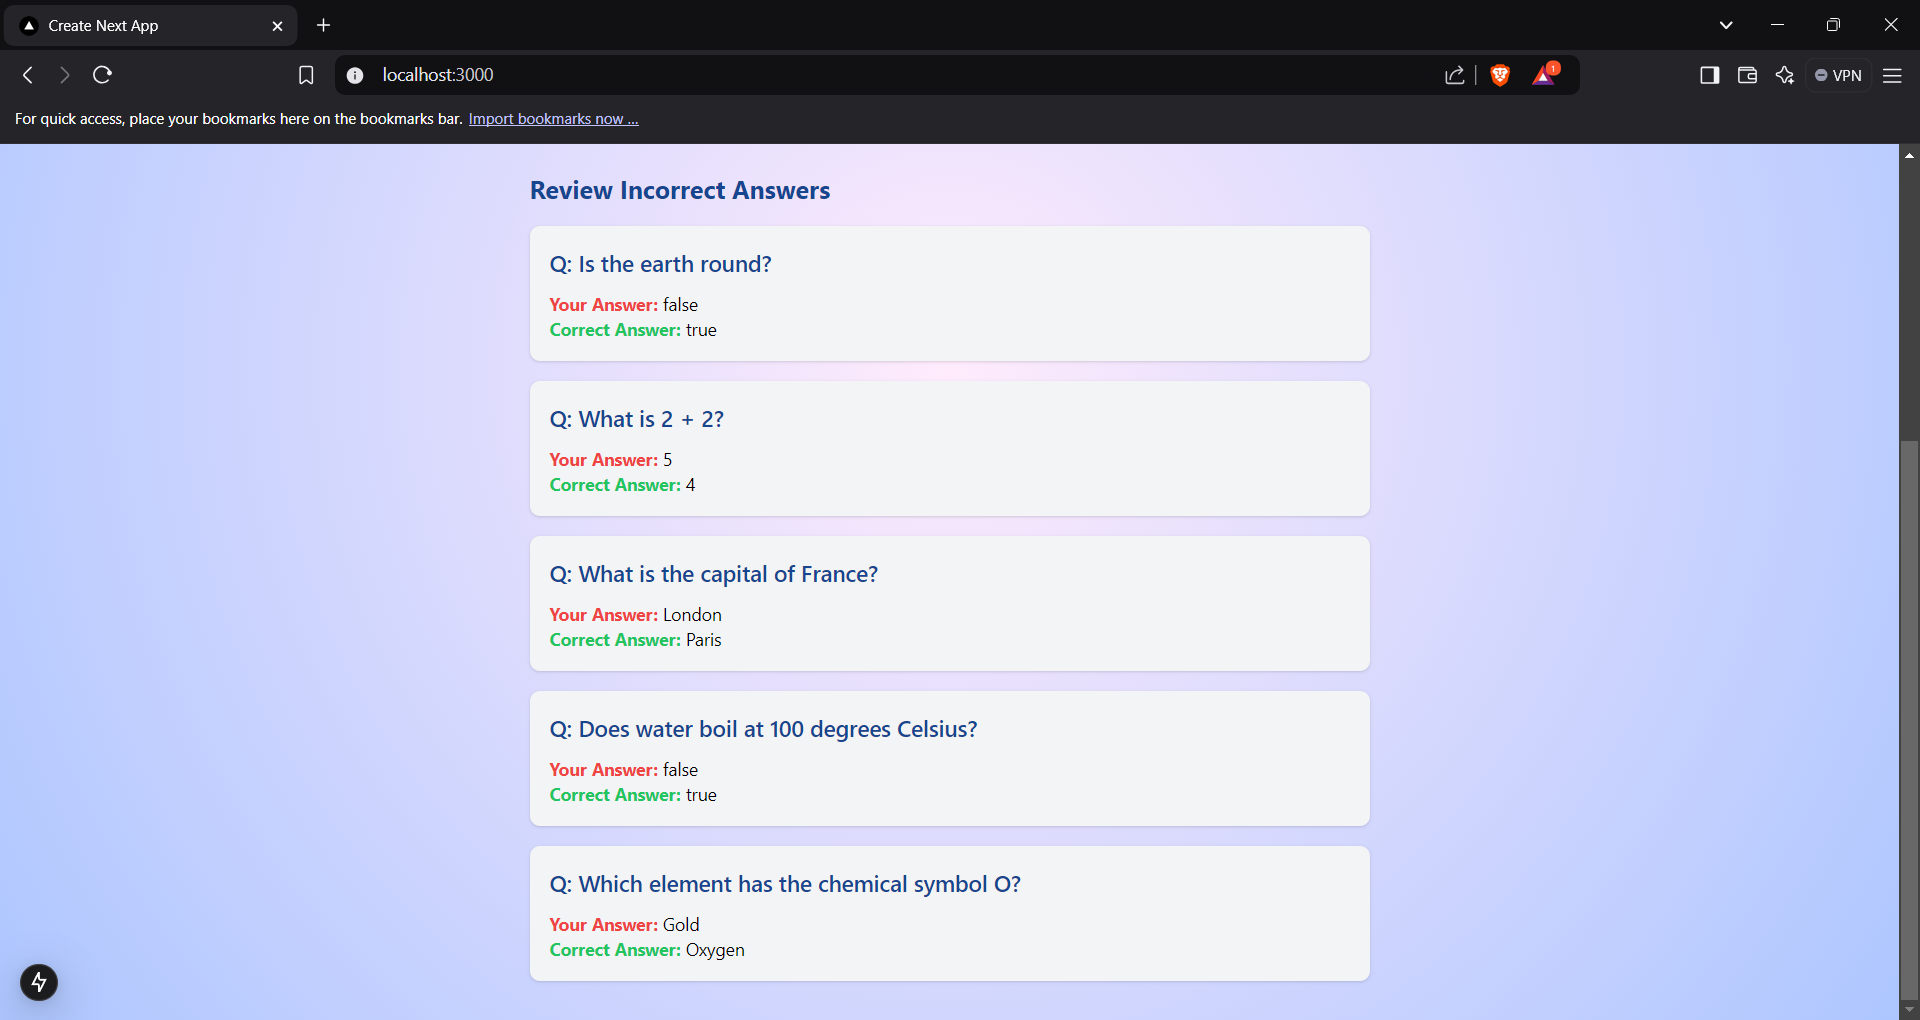 Create Next App
localhost:3000
1
VPN
For quick access, place your bookmarks here on the bookmarks bar. Import bookmarks now ...
Review Incorrect Answers
Q: Is the earth round?
Your Answer: false
Correct Answer: true
Q: What is 2 + 2?
Your Answer: 5
Correct Answer: 4
Q: What is the capital of France?
Your Answer: London
Correct Answer: Paris
Q: Does water boil at 100 degrees Celsius?
Your Answer: false
Correct Answer: true
Q: Which element has the chemical symbol O?
Your Answer: Gold
Correct Answer: Oxygen